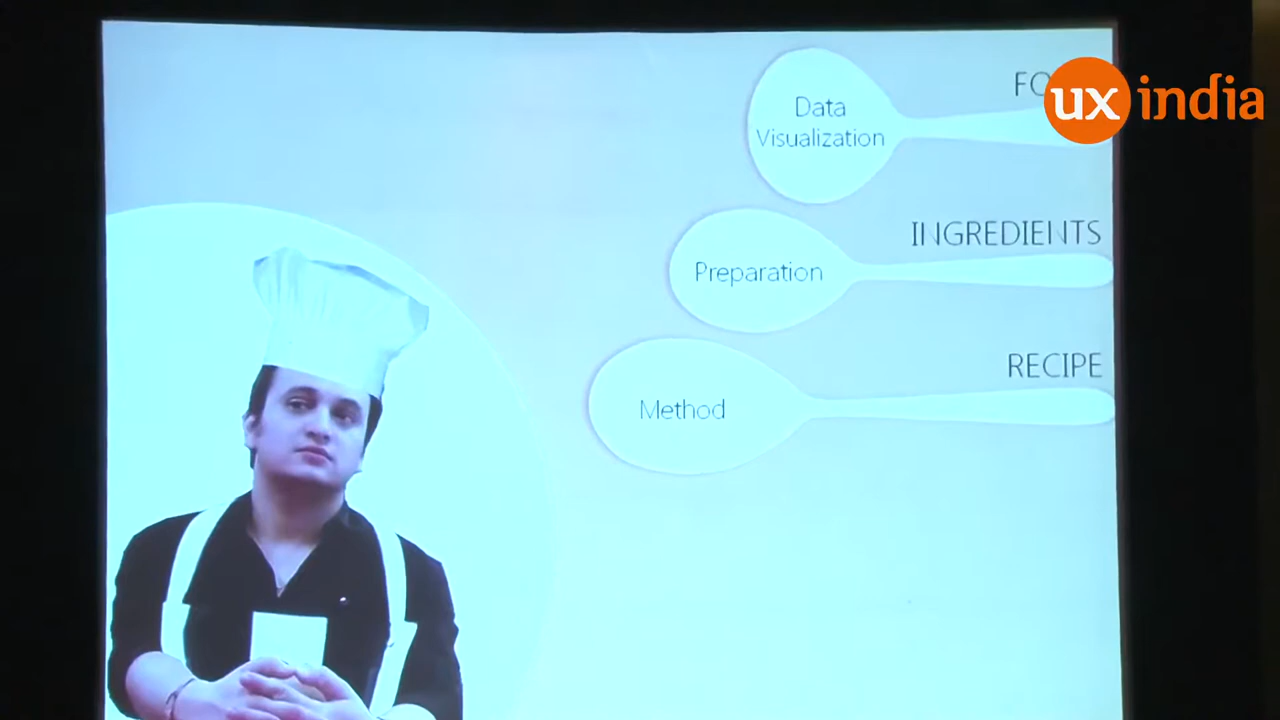 Data
Visualization
ux india
INGREDIENTS
Preparation
RECIPE
Method